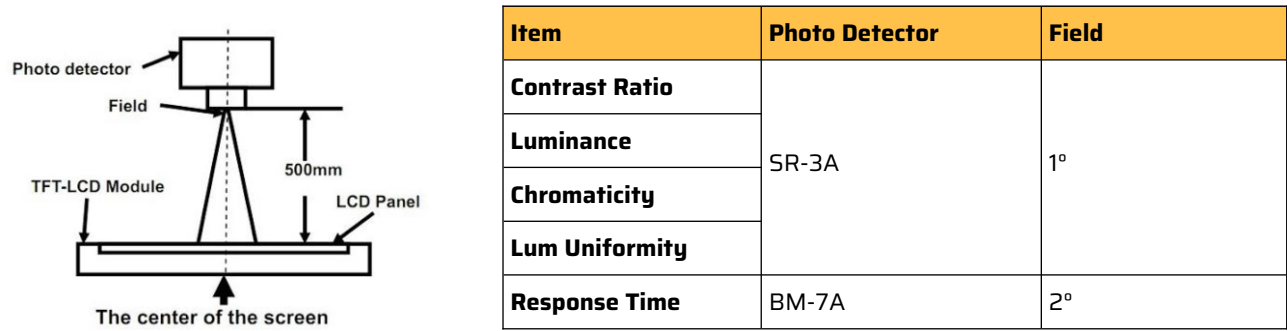 Photo detector
Field
500mm
TFT-LCD Module
LCD Panel
The center of the screen
Item Photo Detector Field
Contrast Ratio
Luminance
SR-3A 1º
Chromaticity
Lum Uniformity
Response Time BM-7A 2º